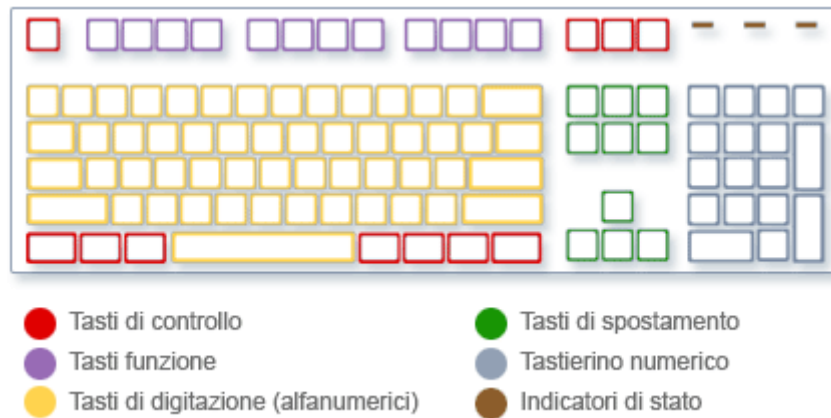 Tasti di controllo
Tasti di spostamento
Tasti funzione
Tastierino numerico
Tasti di digitazione (alfanumerici)
Indicatori di stato